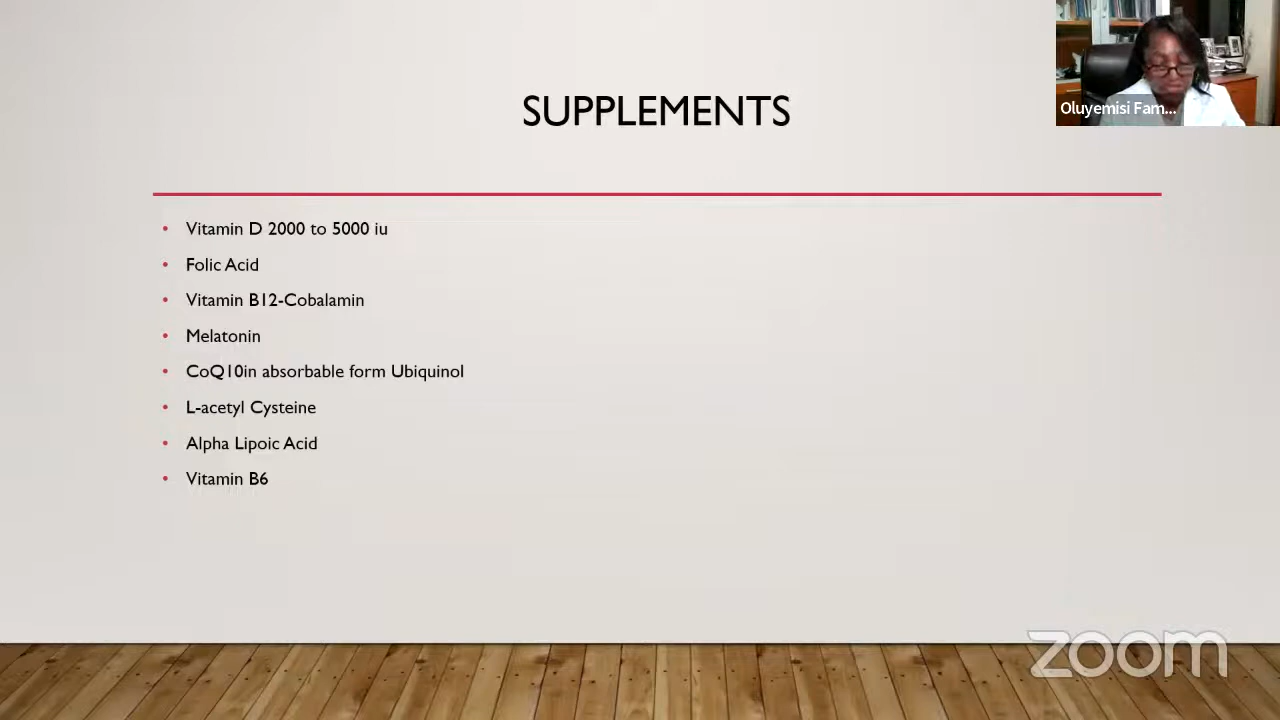 SUPPLEMENTS
Oluyemisi Fam...
• Vitamin D 2000 to 5000 iu
• Folic Acid
• Vitamin B12-Cobalamin
• Melatonin
• CoQ10in absorbable form Ubiquinol
• L-acetyl Cysteine
• Alpha Lipoic Acid
• Vitamin B6
zoom